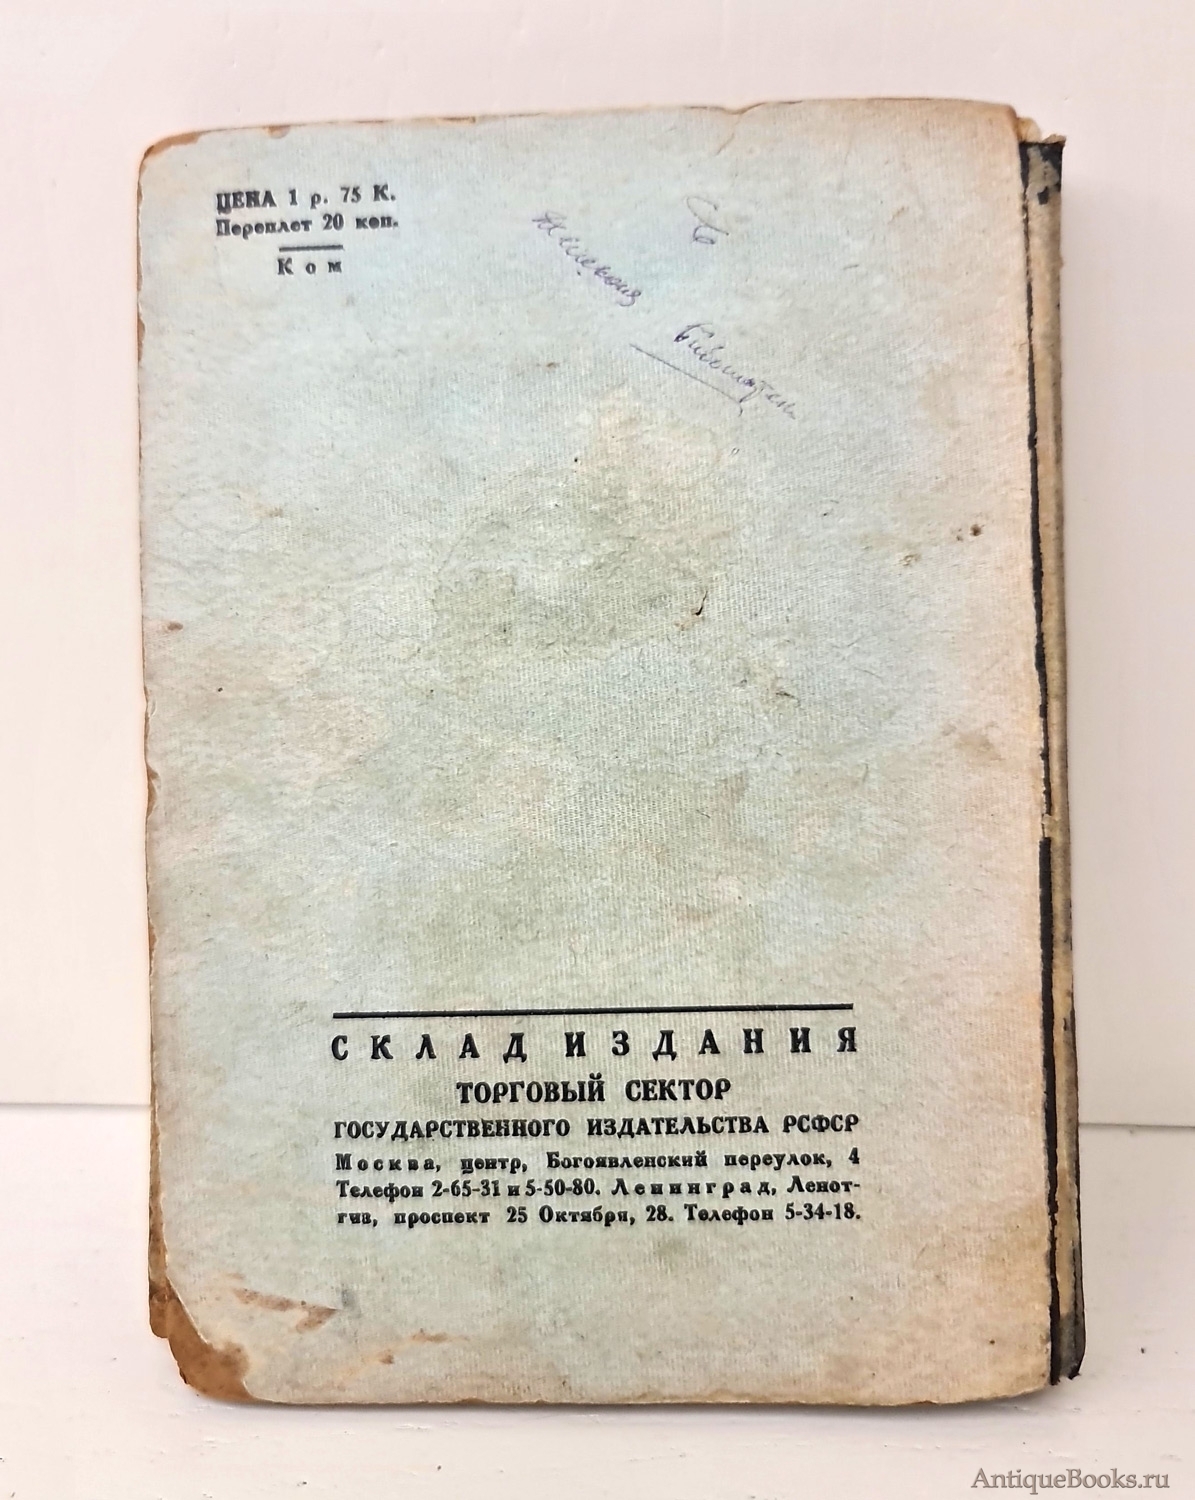 ЦЕНА 1 р. 75 К.
Переплет 20 коп.
Ком
СКЛАД ИЗДАНИЯ
ТОРГОВЫЙ СЕКТОР
ГОСУДАРСТВЕННОГО ИЗДАТЕЛЬСТВА РСФСР
Москва, центр, Богоявленский переулок, 4
Телефон 2-65-31 и 5-50-80. Ленинград, Ленот-
гиз, проспект 25 Октября, 28. Телефон 5-34-18.
AntiqueBooks.ru